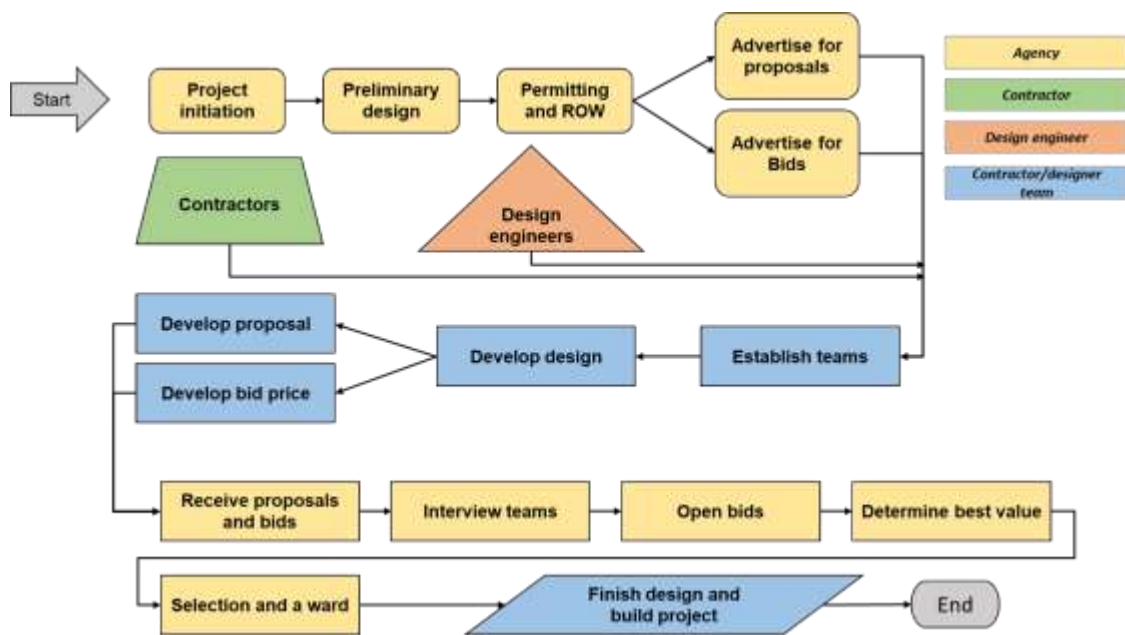 Start
Project
initiation
Preliminary
design
Permitting
and ROW
Advertise for
proposals
Advertise for
Bids
Agency
Contractor
Design engineer
Contractor/designer
team
Contractors
Design
engineers
Develop proposal
Develop bid price
Develop design
Establish teams
Receive proposals
and bids
Interview teams
Open bids
Determine best value
Selection and a ward
Finish design and
build project
End